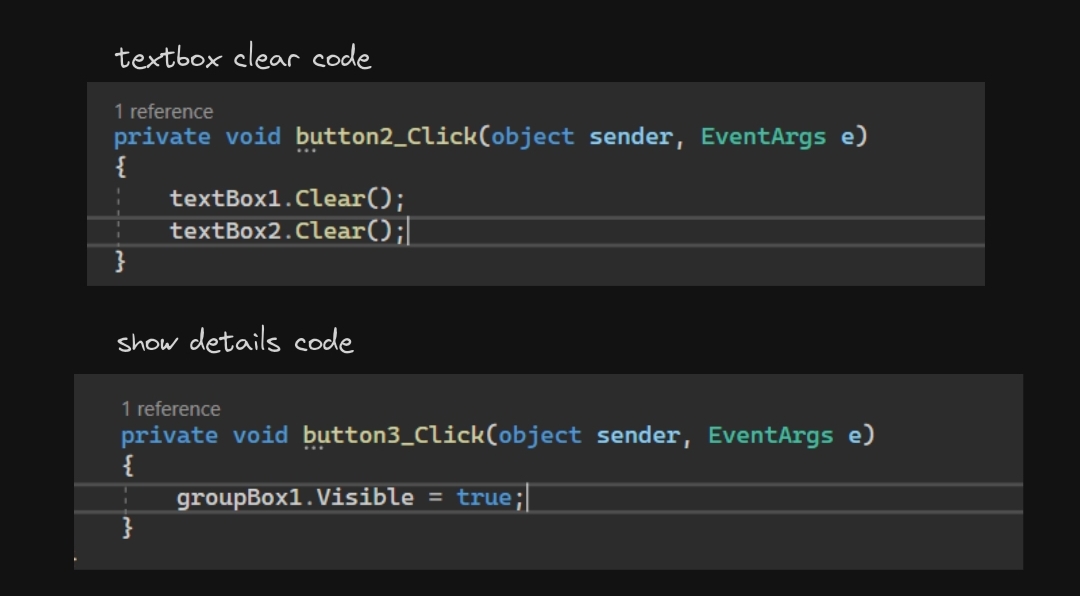 textbox clear code
1 reference
private void button2_Click(object sender, EventArgs e)
{
textBox1.Clear();
textBox2.Clear();
}
show details code
1 reference
private void button3_Click(object sender, EventArgs e)
{
groupBox1.Visible = true;
}